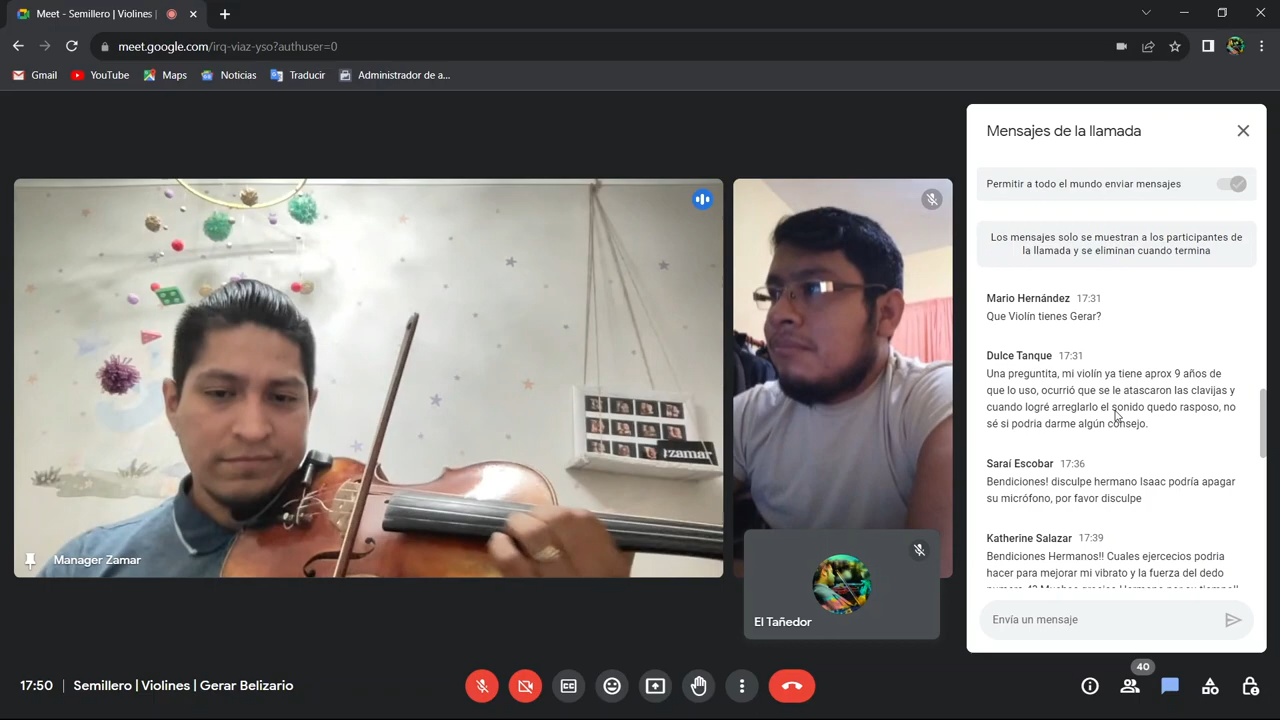 Meet - Semillero | Violines |
meet.google.com/irq-viaz-yso?authuser=0
Gmail
YouTube
Maps
Noticias
Traducir
Administrador de a...
Mensajes de la llamada
Permitir a todo el mundo enviar mensajes
Los mensajes solo se muestran a los participantes de
la llamada y se eliminan cuando termina
Mario Hernández 17:31
Que Violín tienes Gerar?
Dulce Tanque 17:31
Una preguntita, mi violín ya tiene aprox 9 años de
que lo uso, ocurrió que se le atascaron las clavijas y
cuando logré arreglarlo el sonido quedo rasposo, no
sé si podria darme algún consejo.
Saraí Escobar 17:36
Bendiciones! disculpe hermano Isaac podría apagar
su micrófono, por favor disculpe
Katherine Salazar 17:39
Bendiciones Hermanos!! Cuales ejercecios podria
hacer para mejorar mi vibrato y la fuerza del dedo
Envía un mensaje
zamar
Manager Zamar
El Tañedor
17:50 | Semillero | Violines | Gerar Belizario
CC
40